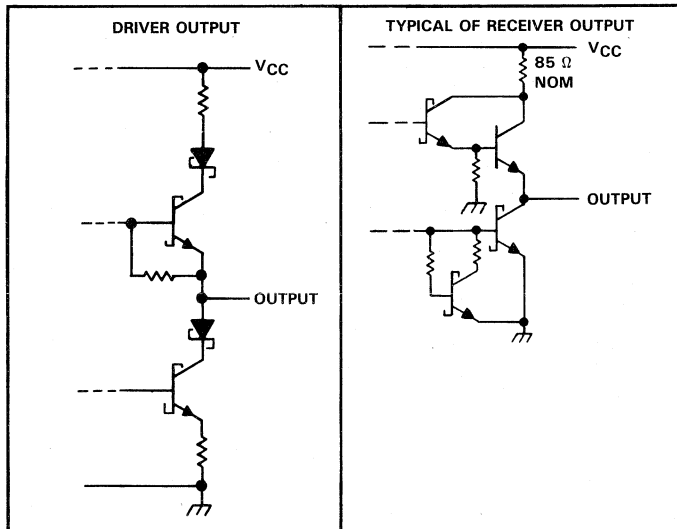 DRIVER OUTPUT
VCC
OUTPUT
TYPICAL OF RECEIVER OUTPUT
VCC
85 Ω
NOM
OUTPUT